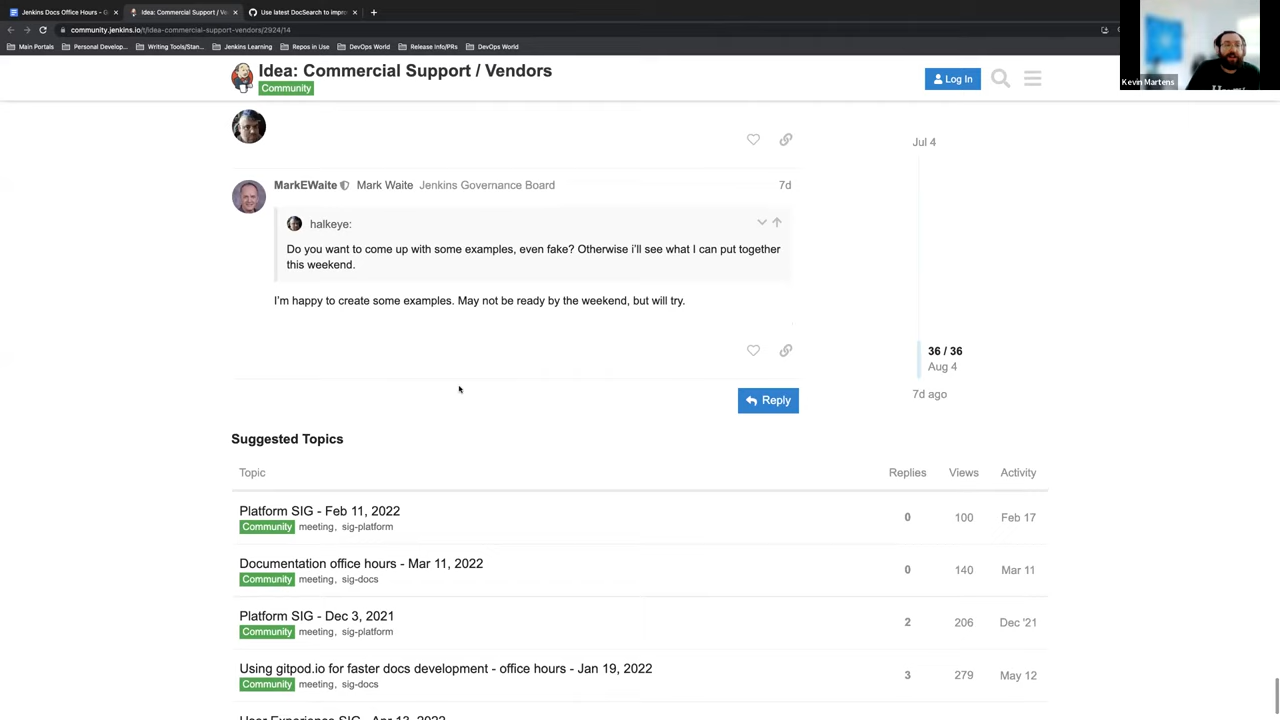 Jenkins Docs Office Hours - G
Idea: Commercial Support / Ve
Use latest DocSearch to impro
community.jenkins.io/t/idea-commercial-support-vendors/2924/14
Main Portals
Personal Develop...
Writing Tools/Stan...
Jenkins Learning
Repos in Use
DevOps World
Release Info/PRs
DevOps World
Kevin Martens
Idea: Commercial Support / Vendors
Community
Log In
Jul 4
MarkEWaite Mark Waite Jenkins Governance Board 7d
halkeye:
Do you want to come up with some examples, even fake? Otherwise i'll see what I can put together
this weekend.
I'm happy to create some examples. May not be ready by the weekend, but will try.
36 / 36
Aug 4
7d ago
Reply
Suggested Topics
Topic Replies Views Activity
Platform SIG - Feb 11, 2022 0 100 Feb 17
Community meeting, sig-platform
Documentation office hours - Mar 11, 2022 0 140 Mar 11
Community meeting, sig-docs
Platform SIG - Dec 3, 2021 2 206 Dec '21
Community meeting, sig-platform
Using gitpod.io for faster docs development - office hours - Jan 19, 2022 3 279 May 12
Community meeting, sig-docs
User Experience SIG - Apr 13, 2022